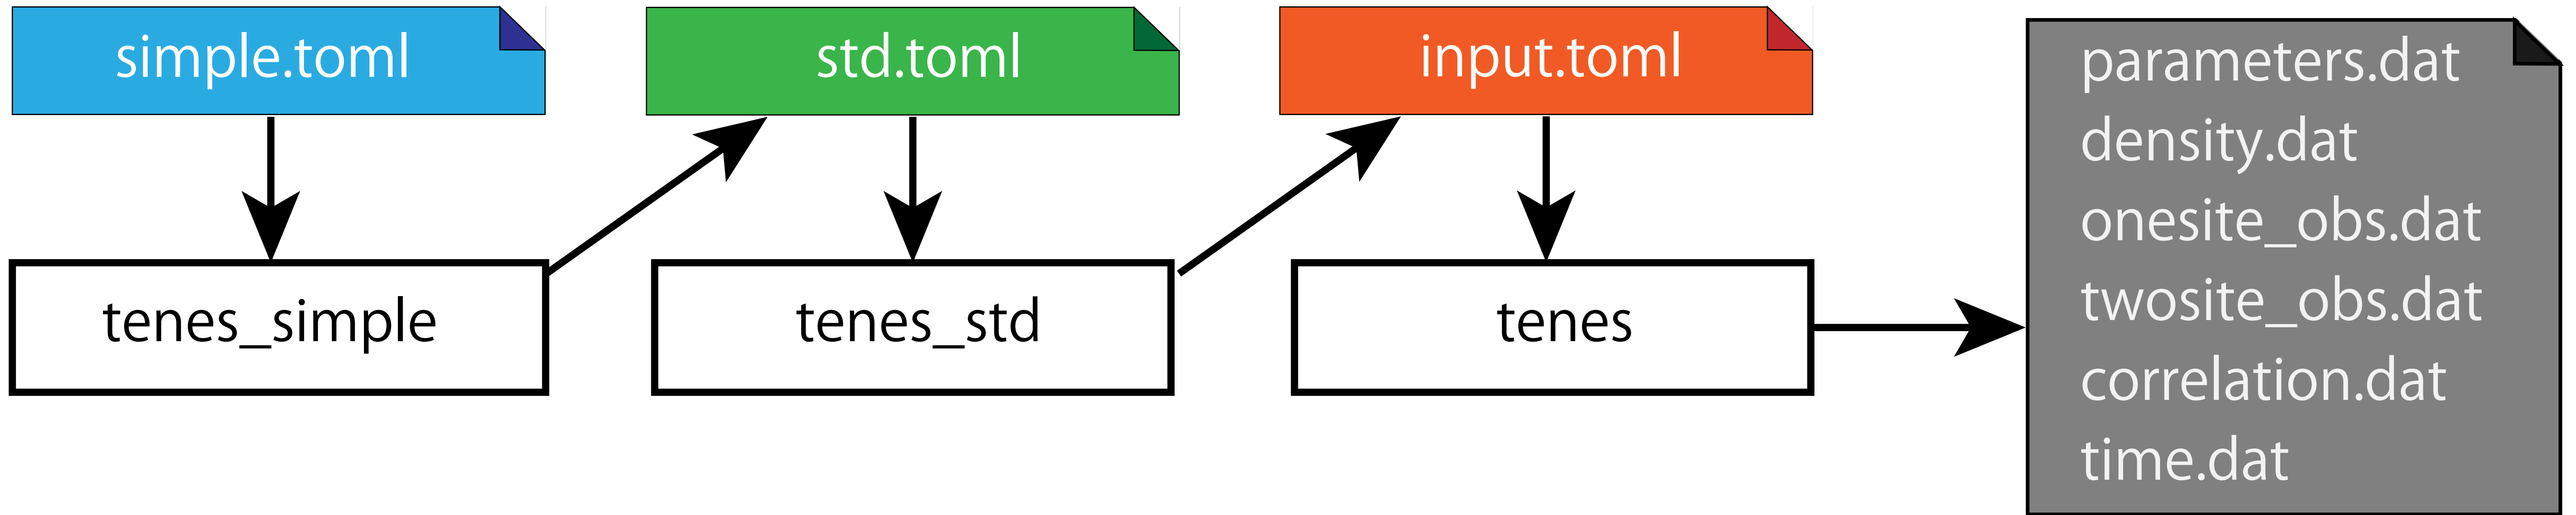 simple.toml
std.toml
input.toml
tenes_simple
tenes_std
tenes
parameters.dat
density.dat
onesite_obs.dat
twosite_obs.dat
correlation.dat
time.dat